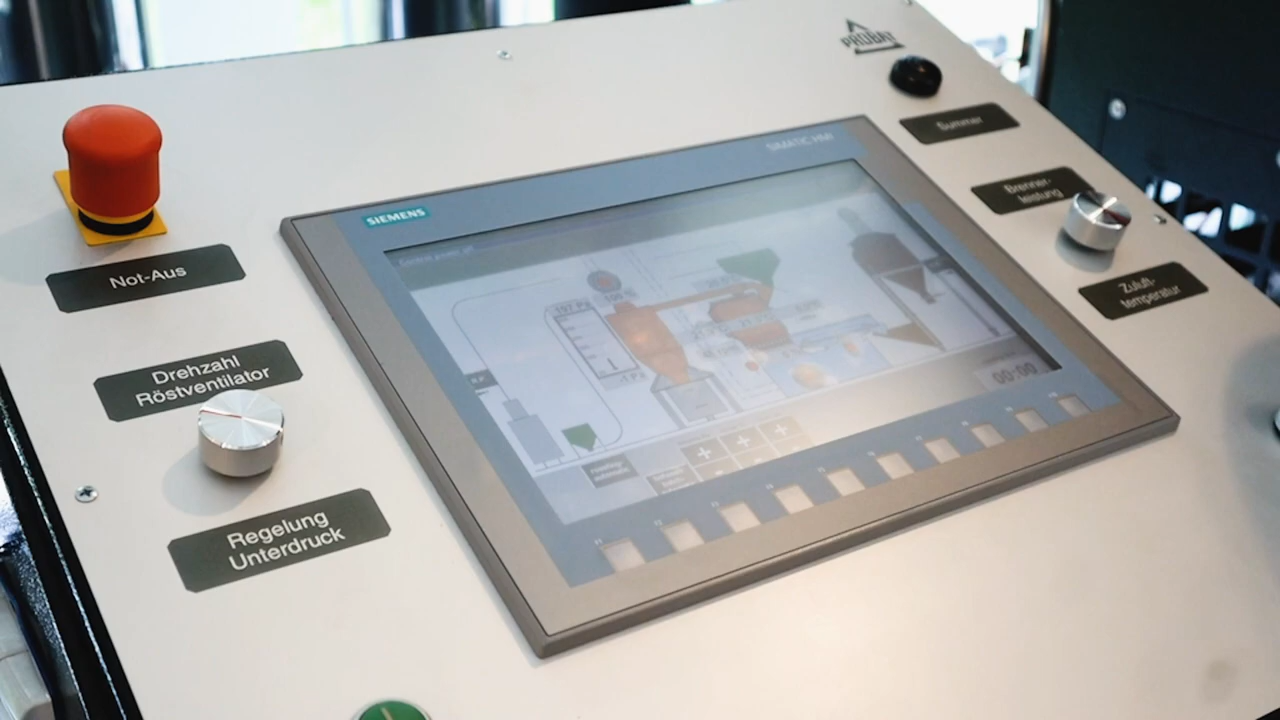 PROBAT
Summer
SIMATIC HMI
Brenner-
leistung
SIEMENS
Not-Aus
Zuluft-
temperatur
Drehzahl
Röstventilator
00:00
Regelung
Unterdruck